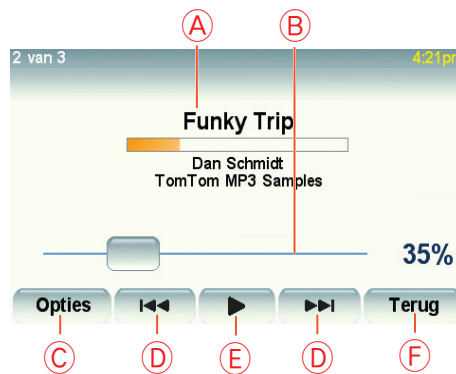 A B
2 van 3 4:21pm
Funky Trip
Dan Schmidt
TomTom MP3 Samples
35%
Opties Terug
C D E D F